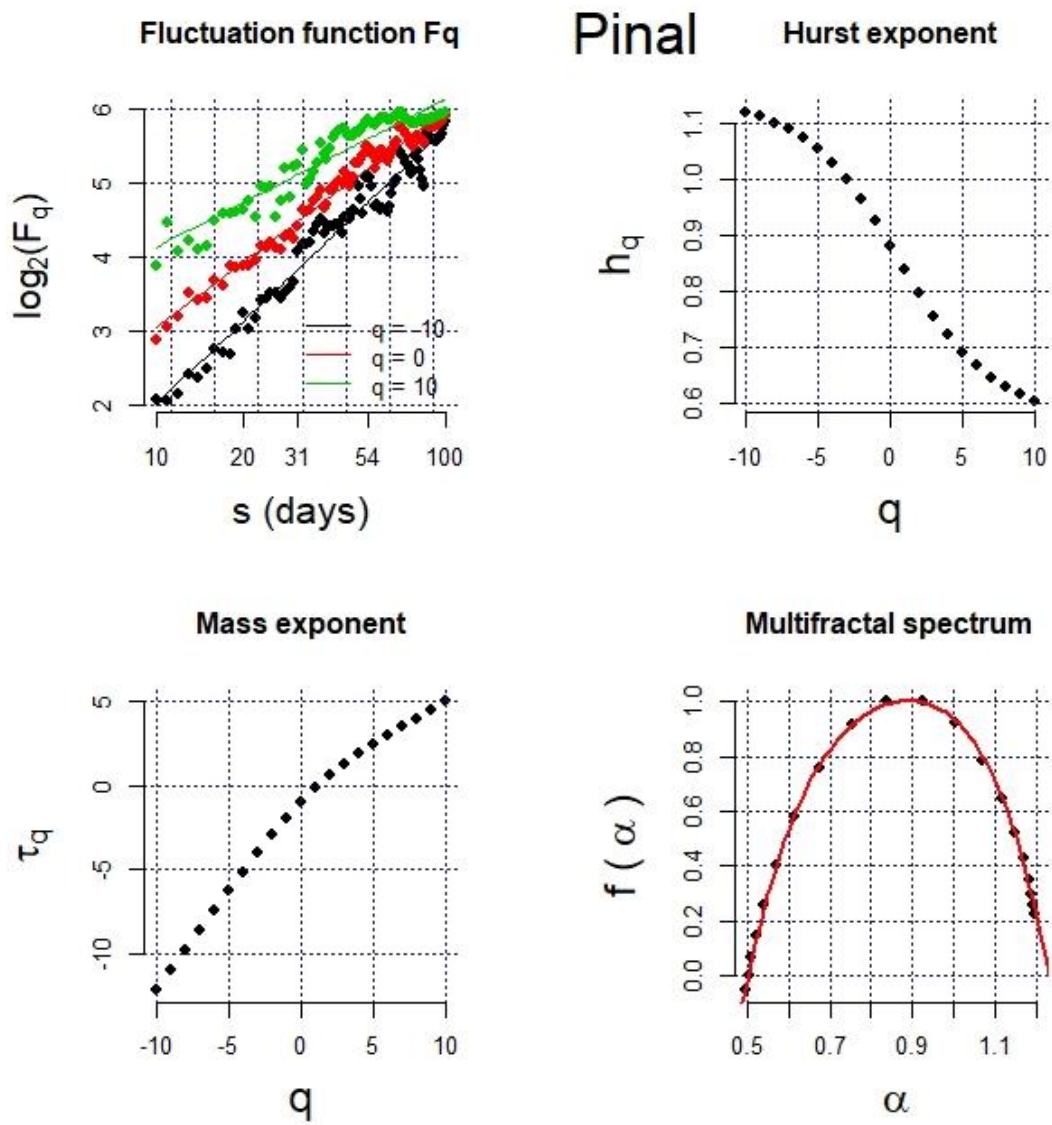 Pinal
Fluctuation function Fq
log2(Fq)
6
5
4
3
2
q = -10
q = 0
q = 10
10 20 31 54 100
s (days)
Hurst exponent
hq
1.1
1.0
0.9
0.8
0.7
0.6
-10 -5 0 5 10
q
Mass exponent
τq
5
0
-5
-10
-10 -5 0 5 10
q
Multifractal spectrum
f ( α )
1.0
0.8
0.6
0.4
0.2
0.0
0.5 0.7 0.9 1.1
α